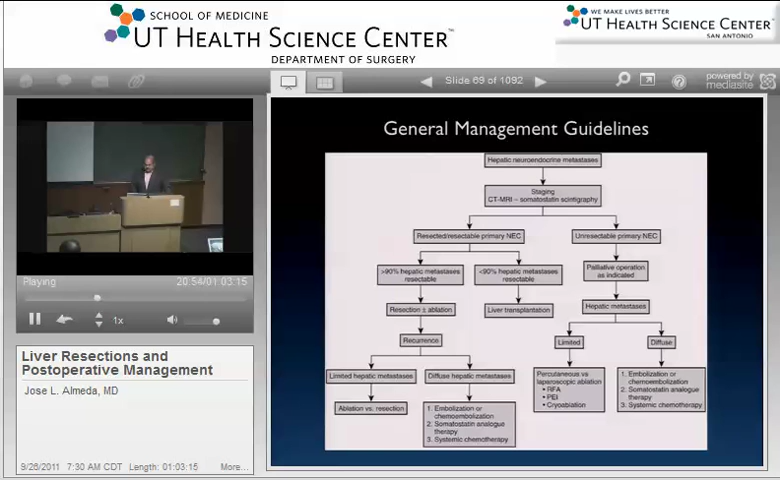 SCHOOL OF MEDICINE
UT HEALTH SCIENCE CENTER™
DEPARTMENT OF SURGERY
WE MAKE LIVES BETTER
UT HEALTH SCIENCE CENTER™
SAN ANTONIO
Slide 69 of 1092
powered by
mediasite
General Management Guidelines
Hepatic neuroendocrine metastases
Staging
CT-MRI – somatostatin scintigraphy
Resected/resectable primary NEC
Unresectable primary NEC
>90% hepatic metastases
resectable
<90% hepatic metastases
resectable
Palliative operation
as indicated
Resection ± ablation
Liver transplantation
Hepatic metastases
Recurrence
Limited
Diffuse
Limited hepatic metastases
Diffuse hepatic metastases
Percutaneous vs
laparoscopic ablation
• RFA
• PEI
• Cryoablation
1. Embolization or
chemoembolization
2. Somatostatin analogue
therapy
3. Systemic chemotherapy
Ablation vs. resection
1. Embolization or
chemoembolization
2. Somatostatin analogue
therapy
3. Systemic chemotherapy
Playing
20:54/01:03:15
1x
Liver Resections and
Postoperative Management
Jose L. Almeda, MD
9/26/2011 7:30 AM CDT Length: 01:03:15 More...